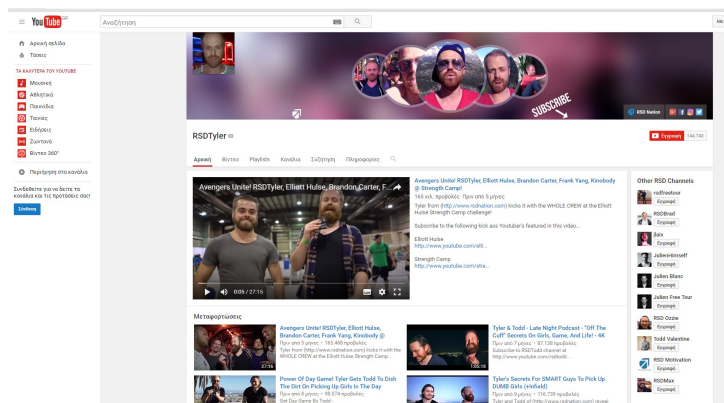 YouTube GR
Αναζήτηση
Αρχική σελίδα
Τάσεις
ΤΑ ΚΑΛΥΤΕΡΑ ΤΟΥ YOUTUBE
Μουσική
Αθλητικά
Παιχνίδια
Ταινίες
Ειδήσεις
Ζωντανά
Βίντεο 360°
Περιήγηση στα κανάλια
Συνδεθείτε για να δείτε τα
κανάλια και τις προτάσεις σας!
Σύνδεση
SUBSCRIBE
RSD Nation
RSDTyler
Εγγραφή 144.740
Αρχική Βίντεο Playlists Κανάλια Συζήτηση Πληροφορίες
Avengers Unite! RSDTyler, Elliott Hulse, Brandon Carter, F...
0:05 / 27:15
Avengers Unite! RSDTyler, Elliott Hulse, Brandon Carter, Frank Yang, Kinobody
@ Strength Camp!
165 χιλ. προβολές Πριν από 5 μήνες
Tyler from (http://www.rsdnation.com) kicks it with the WHOLE CREW at the Elliott
Hulse Strength Camp challenge!
Subscribe to the following kick ass Youtuber's featured in this video...
Elliott Hulse
http://www.youtube.com/elli...
Strength Camp
http://www.youtube.com/stre...
Other RSD Channels
rsdfreetour
Εγγραφή
RSDBrad
Εγγραφή
jlaix
Εγγραφή
JulienHimself
Εγγραφή
Julien Blanc
Εγγραφή
Julien Free Tour
Εγγραφή
RSD Ozzie
Εγγραφή
Todd Valentine
Εγγραφή
RSD Motivation
Εγγραφή
RSDMax
Εγγραφή
Μεταφορτώσεις
27:16
Avengers Unite! RSDTyler, Elliott Hulse,
Brandon Carter, Frank Yang, Kinobody @
Πριν από 5 μήνες • 165.466 προβολές
Tyler from (http://www.rsdnation.com) kicks it with the
WHOLE CREW at the Elliott Hulse Strength Camp...
1:05:18
Tyler & Todd - Late Night Podcast - "Off The
Cuff" Secrets On Girls, Game, And Life! - 4K
Πριν από 7 μήνες • 87.138 προβολές
Subscribe to RSDTodd channel at
http://www.youtube.com/rsdtodd...
Power Of Day Game! Tyler Gets Todd To Dish
The Dirt On Picking Up Girls In The Day
Πριν από 8 μήνες • 98.074 προβολές
Get Day Game By Todd -
Tyler's Secrets For SMART Guys To Pick Up
DUMB Girls (+infield)
Πριν από 9 μήνες • 116.739 προβολές
Tyler and Todd of (http://www.rsdnation.com) reveal